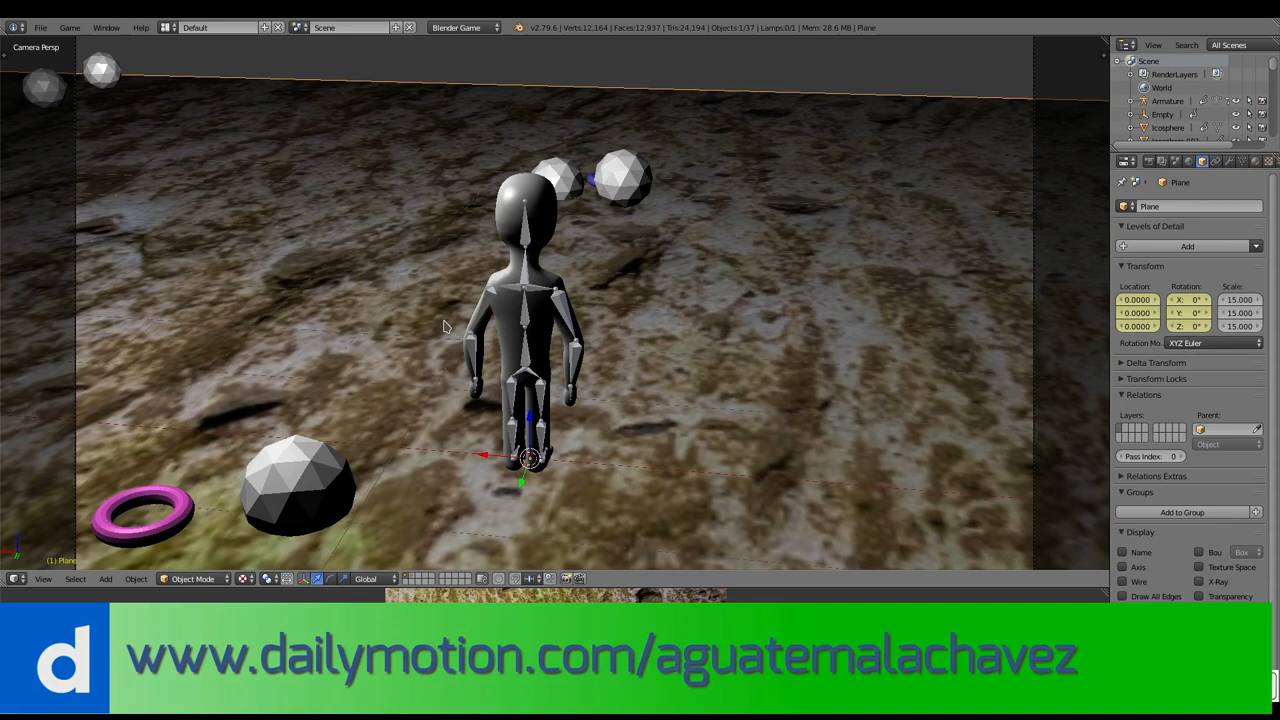 File Game Window Help Default Scene Blender Game v2.79.6 | Verts:12,164 | Faces:12,937 | Tris:24,194 | Objects:1/37 | Lamps:0/1 | Mem: 28.6 MB | Plane
Camera Persp
View Search All Scenes
Scene
RenderLayers |
World
Armature |
Empty |
Icosphere |
Plane
Plane
Levels of Detail
Add
Transform
Location: Rotation: Scale:
0.0000 X: 0° 15.000
0.0000 Y: 0° 15.000
0.0000 Z: 0° 15.000
Rotation Mo.. XYZ Euler
Delta Transform
Transform Locks
Relations
Layers: Parent:
Object
Pass Index: 0
Relations Extras
Groups
Add to Group
Display
Name Bou Box
Axis Texture Space
Wire X-Ray
Draw All Edges Transparency
(1) Plane
View Select Add Object Object Mode Global
d www.dailymotion.com/aguatemalachavez